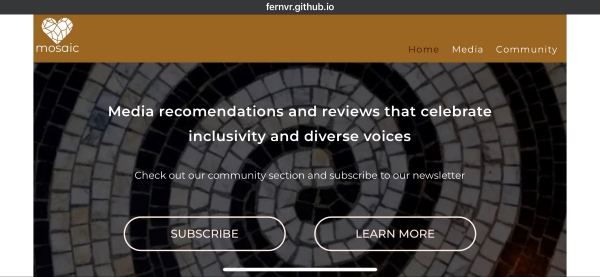 fernvr.github.io
mosaic
Home Media Community
Media recomendations and reviews that celebrate
inclusivity and diverse voices
Check out our community section and subscribe to our newsletter
SUBSCRIBE LEARN MORE